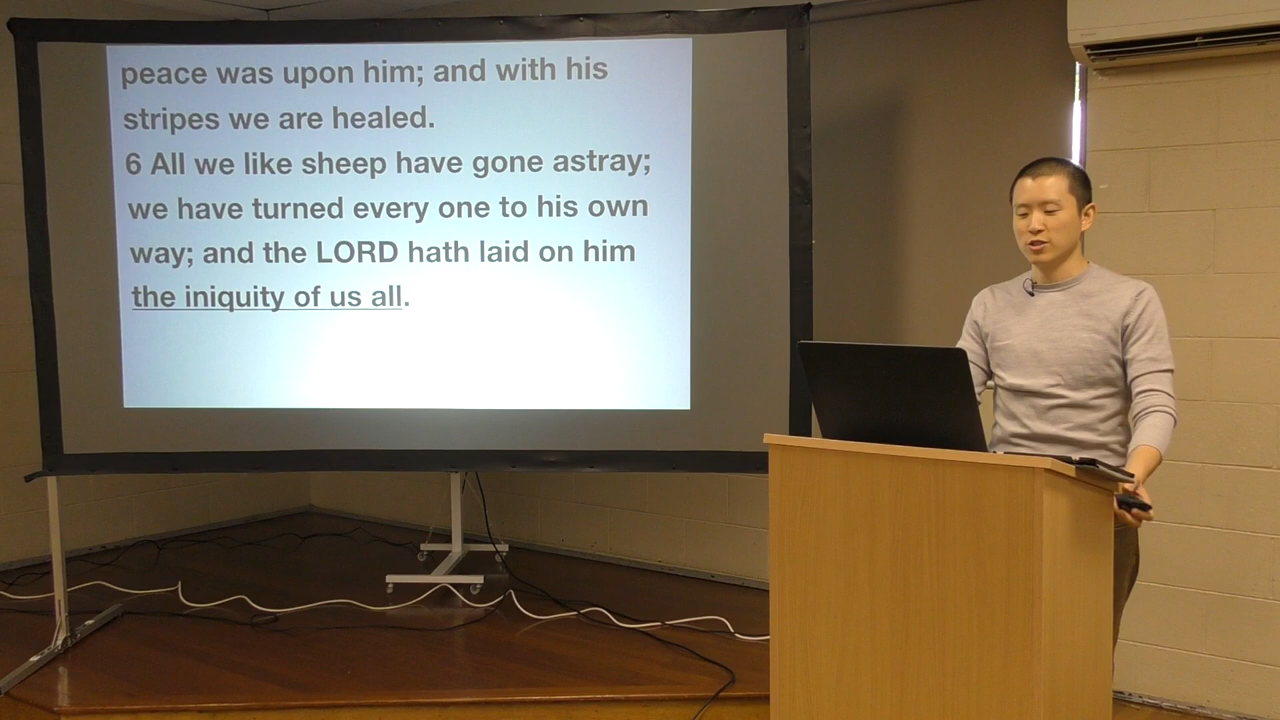 peace was upon him; and with his
stripes we are healed.
6 All we like sheep have gone astray;
we have turned every one to his own
way; and the LORD hath laid on him
the iniquity of us all.